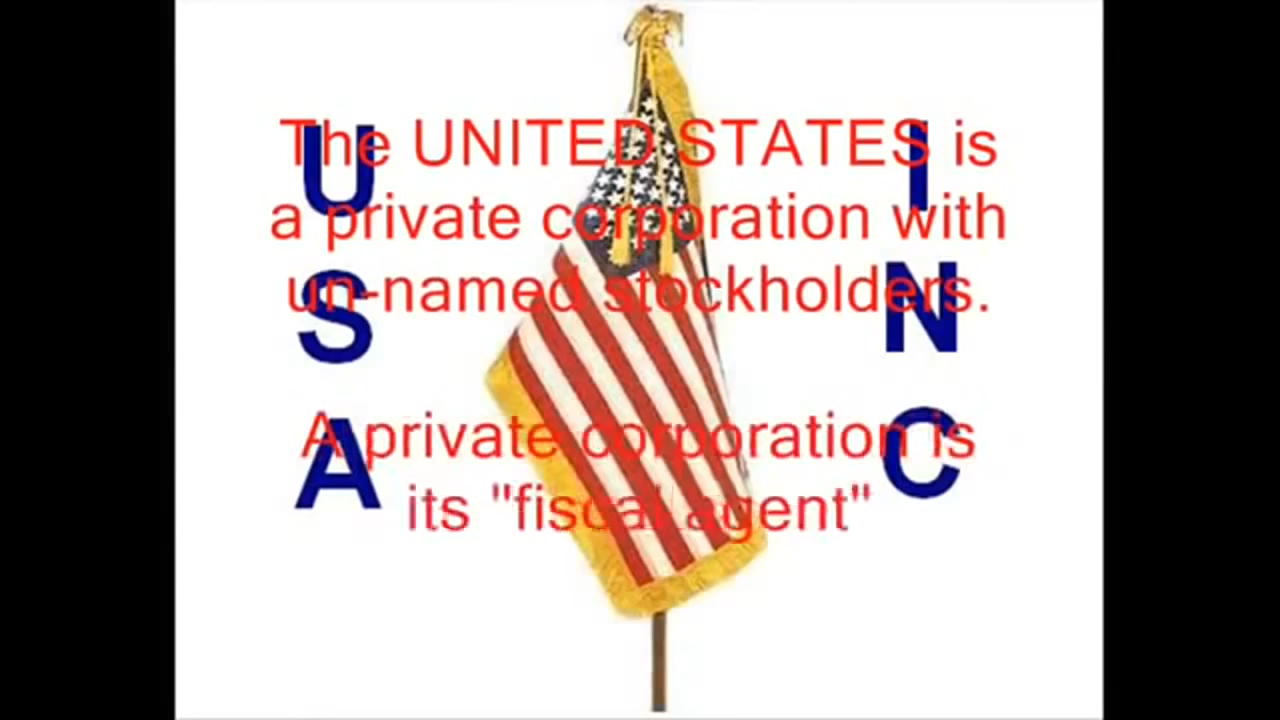 The UNITED STATES is
a private corporation with
un-named stockholders.
A private corporation is
its "fiscal agent"
U
S
A
I
N
C